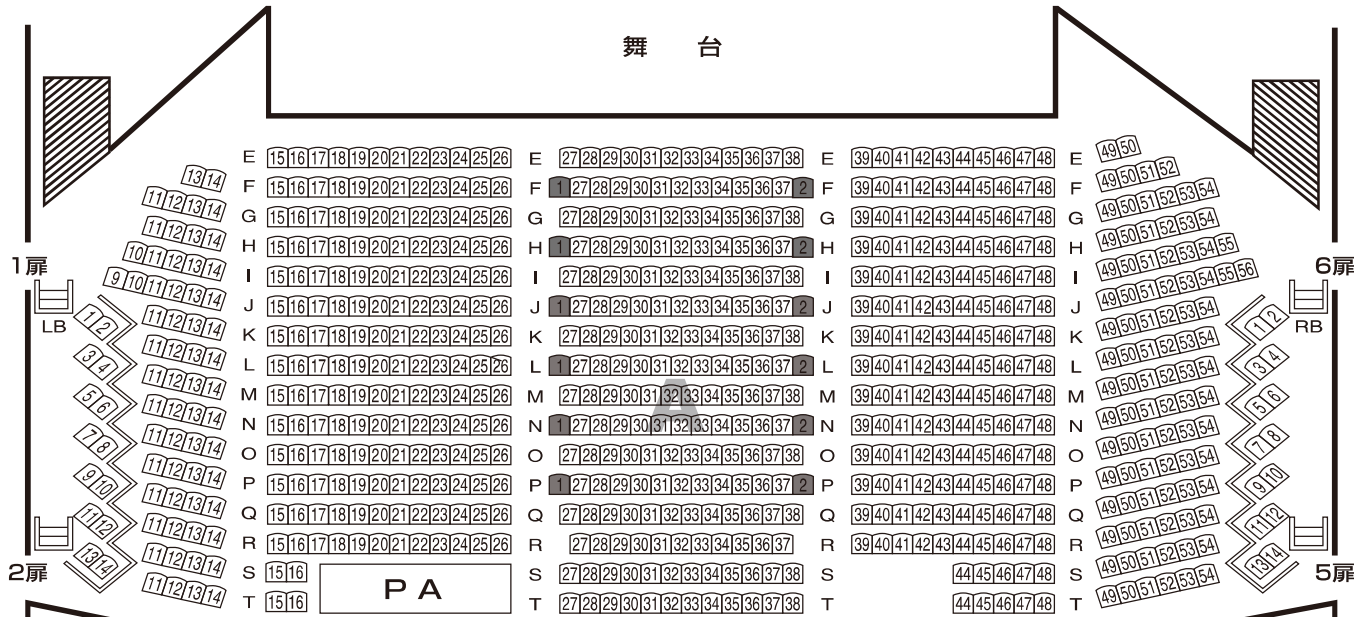 舞 台
E 15 16 17 18 19 20 21 22 23 24 25 26 E 27 28 29 30 31 32 33 34 35 36 37 38 E 39 40 41 42 43 44 45 46 47 48 E 49 50
13 14 F 15 16 17 18 19 20 21 22 23 24 25 26 F 1 27 28 29 30 31 32 33 34 35 36 37 2 F 39 40 41 42 43 44 45 46 47 48 F 49 50 51 52
11 12 13 14 G 15 16 17 18 19 20 21 22 23 24 25 26 G 27 28 29 30 31 32 33 34 35 36 37 38 G 39 40 41 42 43 44 45 46 47 48 G 49 50 51 52 53 54
11 12 13 14 H 15 16 17 18 19 20 21 22 23 24 25 26 H 1 27 28 29 30 31 32 33 34 35 36 37 2 H 39 40 41 42 43 44 45 46 47 48 H 49 50 51 52 53 54
10 11 12 13 14 I 15 16 17 18 19 20 21 22 23 24 25 26 I 27 28 29 30 31 32 33 34 35 36 37 38 I 39 40 41 42 43 44 45 46 47 48 I 49 50 51 52 53 54 55
9 10 11 12 13 14 J 15 16 17 18 19 20 21 22 23 24 25 26 J 1 27 28 29 30 31 32 33 34 35 36 37 2 J 39 40 41 42 43 44 45 46 47 48 J 49 50 51 52 53 54 55 56
11 12 13 14 K 15 16 17 18 19 20 21 22 23 24 25 26 K 27 28 29 30 31 32 33 34 35 36 37 38 K 39 40 41 42 43 44 45 46 47 48 K 49 50 51 52 53 54
11 12 13 14 L 15 16 17 18 19 20 21 22 23 24 25 26 L 1 27 28 29 30 31 32 33 34 35 36 37 2 L 39 40 41 42 43 44 45 46 47 48 L 49 50 51 52 53 54
11 12 13 14 M 15 16 17 18 19 20 21 22 23 24 25 26 M 27 28 29 30 31 32 33 34 35 36 37 38 M 39 40 41 42 43 44 45 46 47 48 M 49 50 51 52 53 54
A
11 12 13 14 N 15 16 17 18 19 20 21 22 23 24 25 26 N 1 27 28 29 30 31 32 33 34 35 36 37 2 N 39 40 41 42 43 44 45 46 47 48 N 49 50 51 52 53 54
11 12 13 14 O 15 16 17 18 19 20 21 22 23 24 25 26 O 27 28 29 30 31 32 33 34 35 36 37 38 O 39 40 41 42 43 44 45 46 47 48 O 49 50 51 52 53 54
11 12 13 14 P 15 16 17 18 19 20 21 22 23 24 25 26 P 1 27 28 29 30 31 32 33 34 35 36 37 2 P 39 40 41 42 43 44 45 46 47 48 P 49 50 51 52 53 54
11 12 13 14 Q 15 16 17 18 19 20 21 22 23 24 25 26 Q 27 28 29 30 31 32 33 34 35 36 37 38 Q 39 40 41 42 43 44 45 46 47 48 Q 49 50 51 52 53 54
11 12 13 14 R 15 16 17 18 19 20 21 22 23 24 25 26 R 27 28 29 30 31 32 33 34 35 36 37 R 39 40 41 42 43 44 45 46 47 48 R 49 50 51 52 53 54
11 12 13 14 S 15 16 S 27 28 29 30 31 32 33 34 35 36 37 38 S 44 45 46 47 48 S 49 50 51 52 53 54
11 12 13 14 T 15 16 T 27 28 29 30 31 32 33 34 35 36 37 38 T 44 45 46 47 48 T 49 50 51 52 53 54
PA
1扉
LB
1 2
3 4
5 6
7 8
9 10
11 12
13 14
2扉
6扉
RB
1 2
3 4
5 6
7 8
9 10
11 12
13 14
5扉